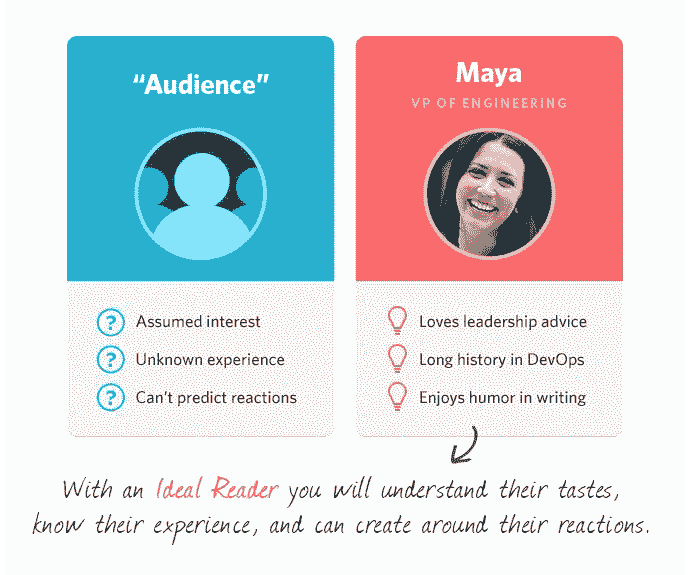 “Audience”
?  Assumed interest
?  Unknown experience
?  Can't predict reactions
Maya
VP OF ENGINEERING
Loves leadership advice
Long history in DevOps
Enjoys humor in writing
With an Ideal Reader you will understand their tastes,
know their experience, and can create around their reactions.